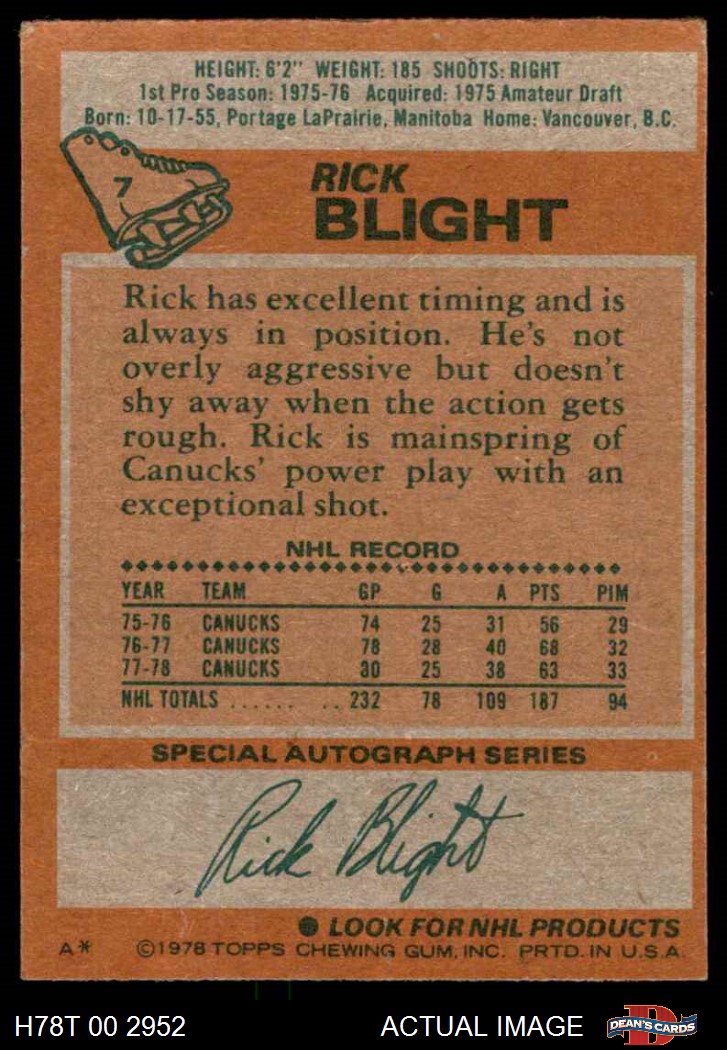 HEIGHT: 6'2" WEIGHT: 185 SHOOTS: RIGHT
1st Pro Season: 1975-76 Acquired: 1975 Amateur Draft
Born: 10-17-55, Portage LaPrairie, Manitoba Home: Vancouver, B.C.
7
RICK
BLIGHT
Rick has excellent timing and is
always in position. He's not
overly aggressive but doesn't
shy away when the action gets
rough. Rick is mainspring of
Canucks' power play with an
exceptional shot.
NHL RECORD
YEAR TEAM GP G A PTS PIM
75-76 CANUCKS 74 25 31 56 29
76-77 CANUCKS 78 28 40 68 32
77-78 CANUCKS 80 25 38 63 33
NHL TOTALS ...... .. 232 78 109 187 94
SPECIAL AUTOGRAPH SERIES
Rick Blight
● LOOK FOR NHL PRODUCTS
A* ©1978 TOPPS CHEWING GUM, INC. PRTD. IN U.S.A.
H78T 00 2952 ACTUAL IMAGE D DEAN'S CARDS